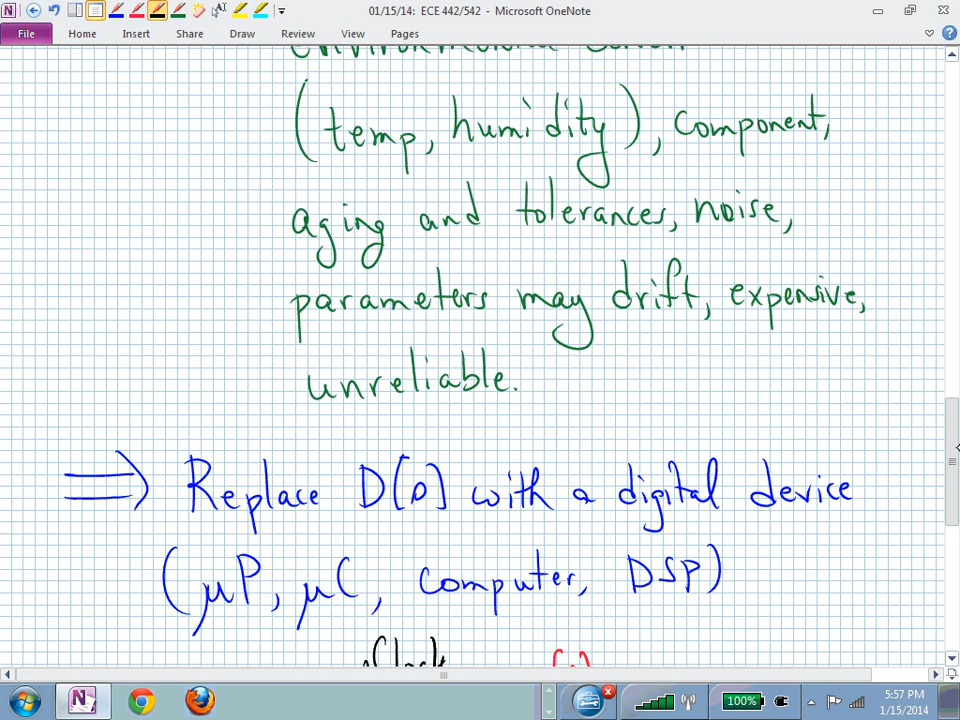 01/15/14: ECE 442/542 - Microsoft OneNote
File Home Insert Share Draw Review View Pages
(temp, humidity), component,
aging and tolerances, noise,
parameters may drift, expensive,
unreliable.
⟹ Replace D(s) with a digital device
(μP, μC, computer, DSP)
100%
5:57 PM
1/15/2014